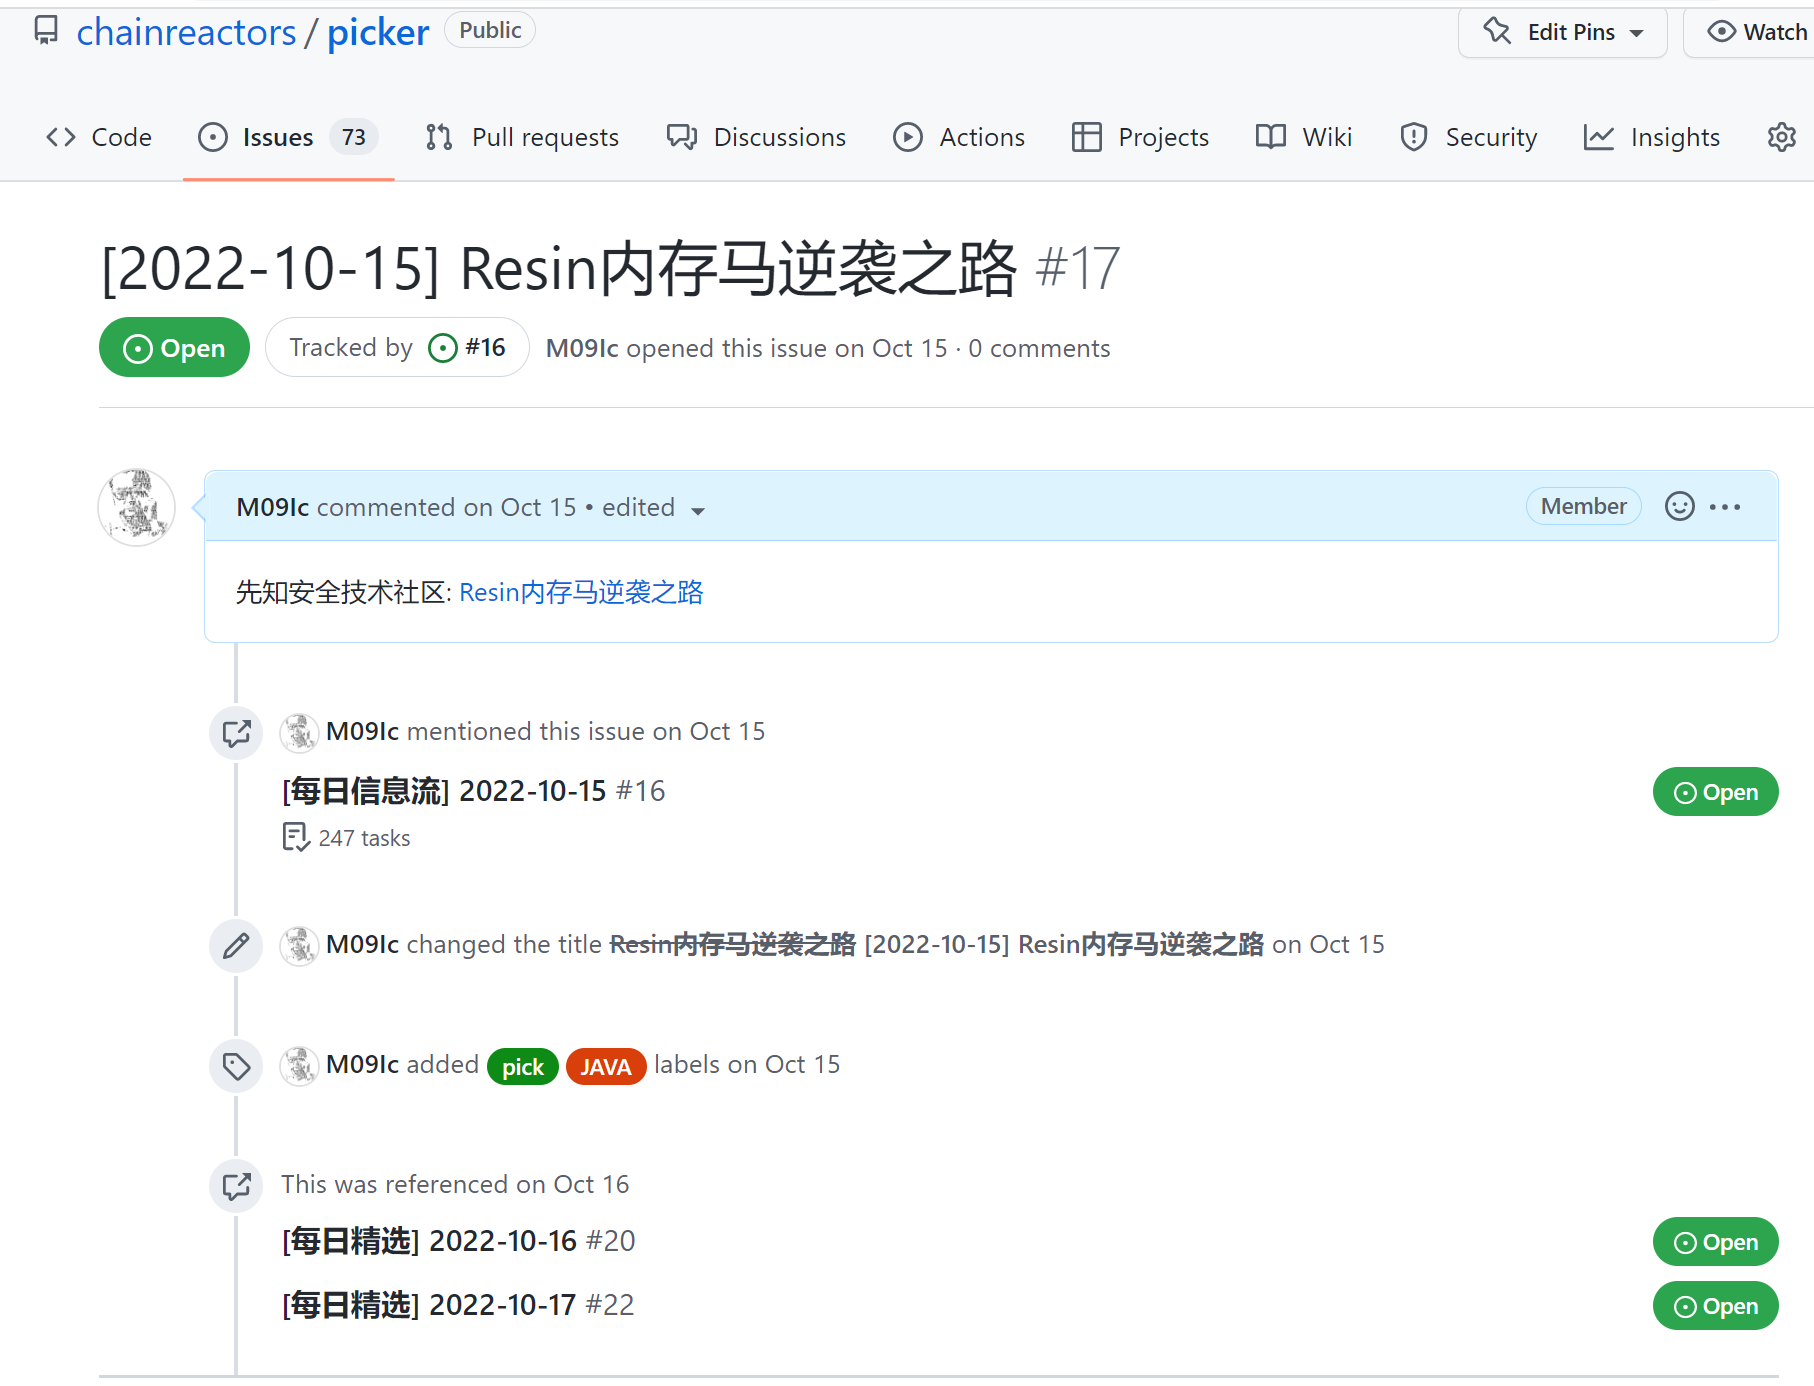 chainreactors / picker Public Edit Pins Watch
Code Issues 73 Pull requests Discussions Actions Projects Wiki Security Insights
[2022-10-15] Resin内存马逆袭之路 #17
Open Tracked by #16 M09Ic opened this issue on Oct 15 · 0 comments
M09Ic commented on Oct 15 • edited Member
先知安全技术社区: Resin内存马逆袭之路
M09Ic mentioned this issue on Oct 15
[每日信息流] 2022-10-15 #16 Open
247 tasks
M09Ic changed the title Resin内存马逆袭之路 [2022-10-15] Resin内存马逆袭之路 on Oct 15
M09Ic added pick JAVA labels on Oct 15
This was referenced on Oct 16
[每日精选] 2022-10-16 #20 Open
[每日精选] 2022-10-17 #22 Open